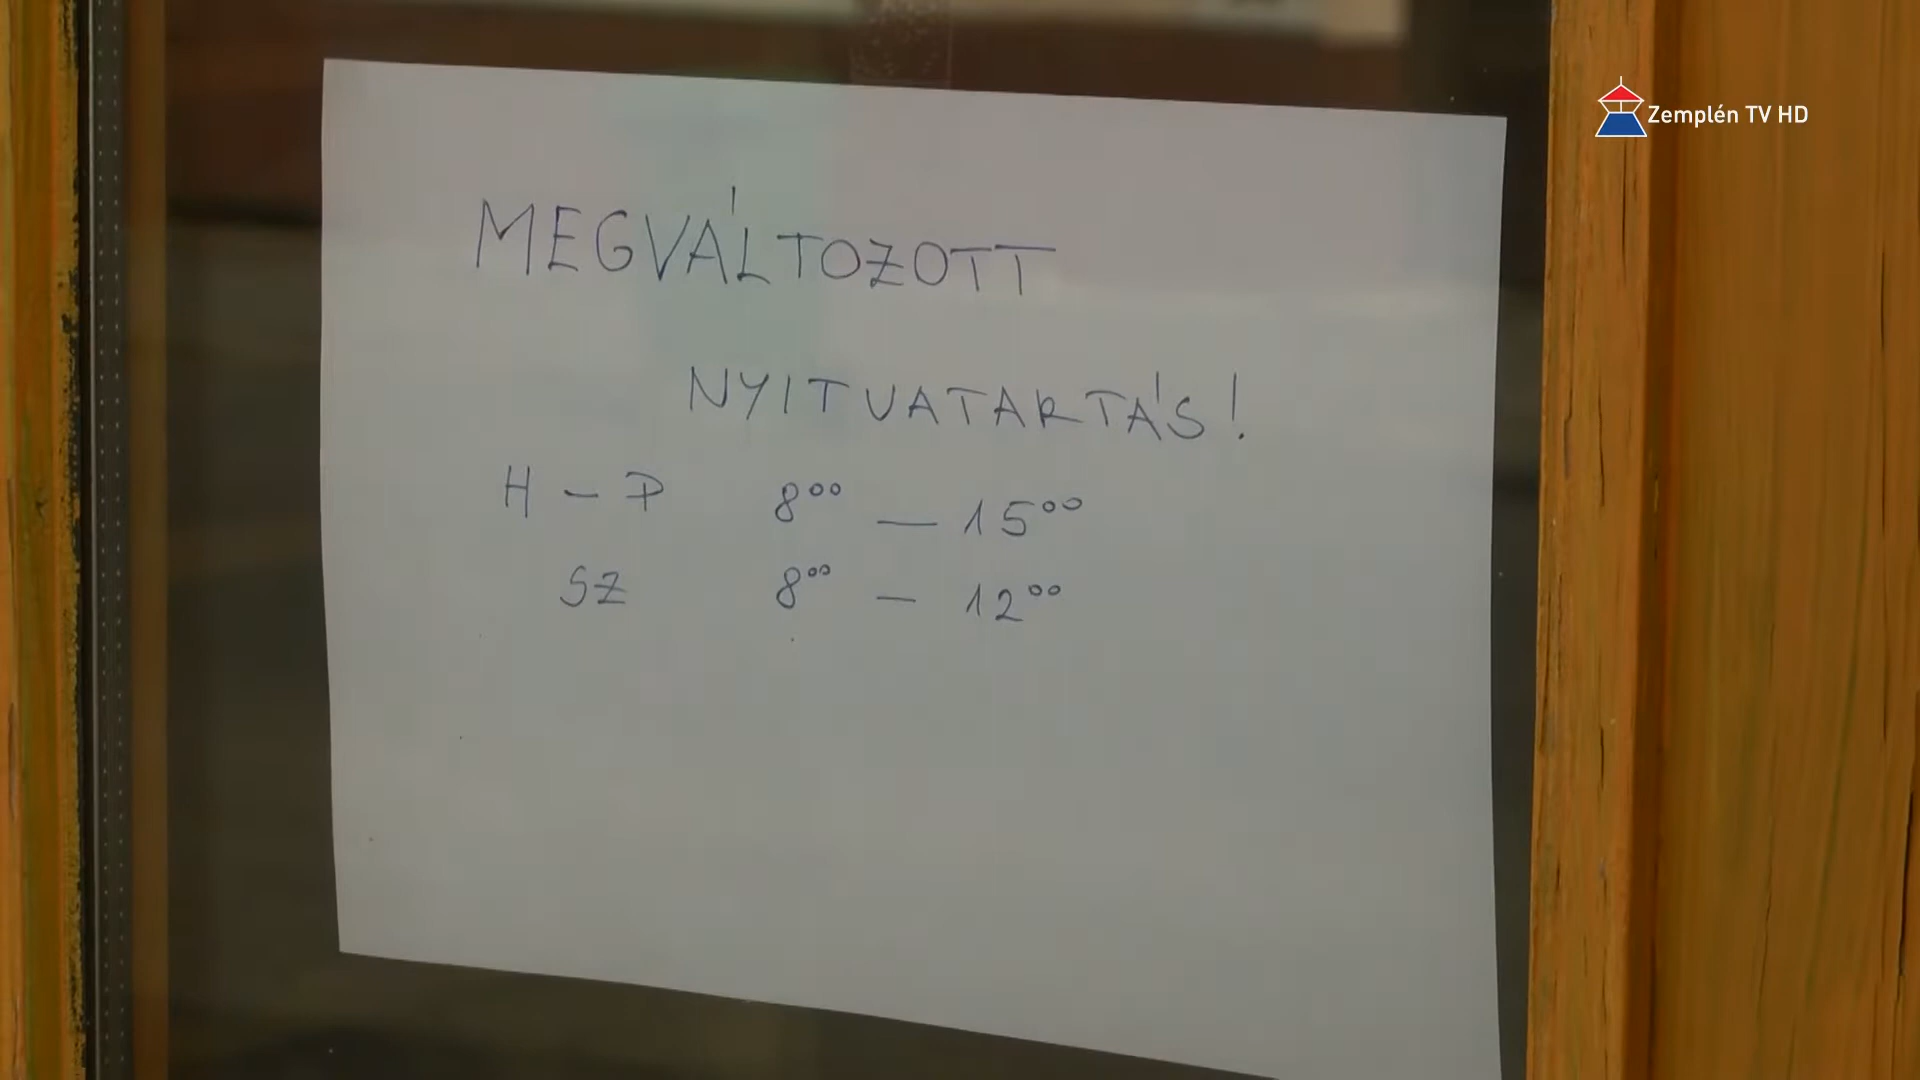 Zemplén TV HD
MEGVÁLTOZOTT
NYITVATARTÁS!
H - P 8⁰⁰ — 15⁰⁰
SZ 8⁰⁰ - 12⁰⁰